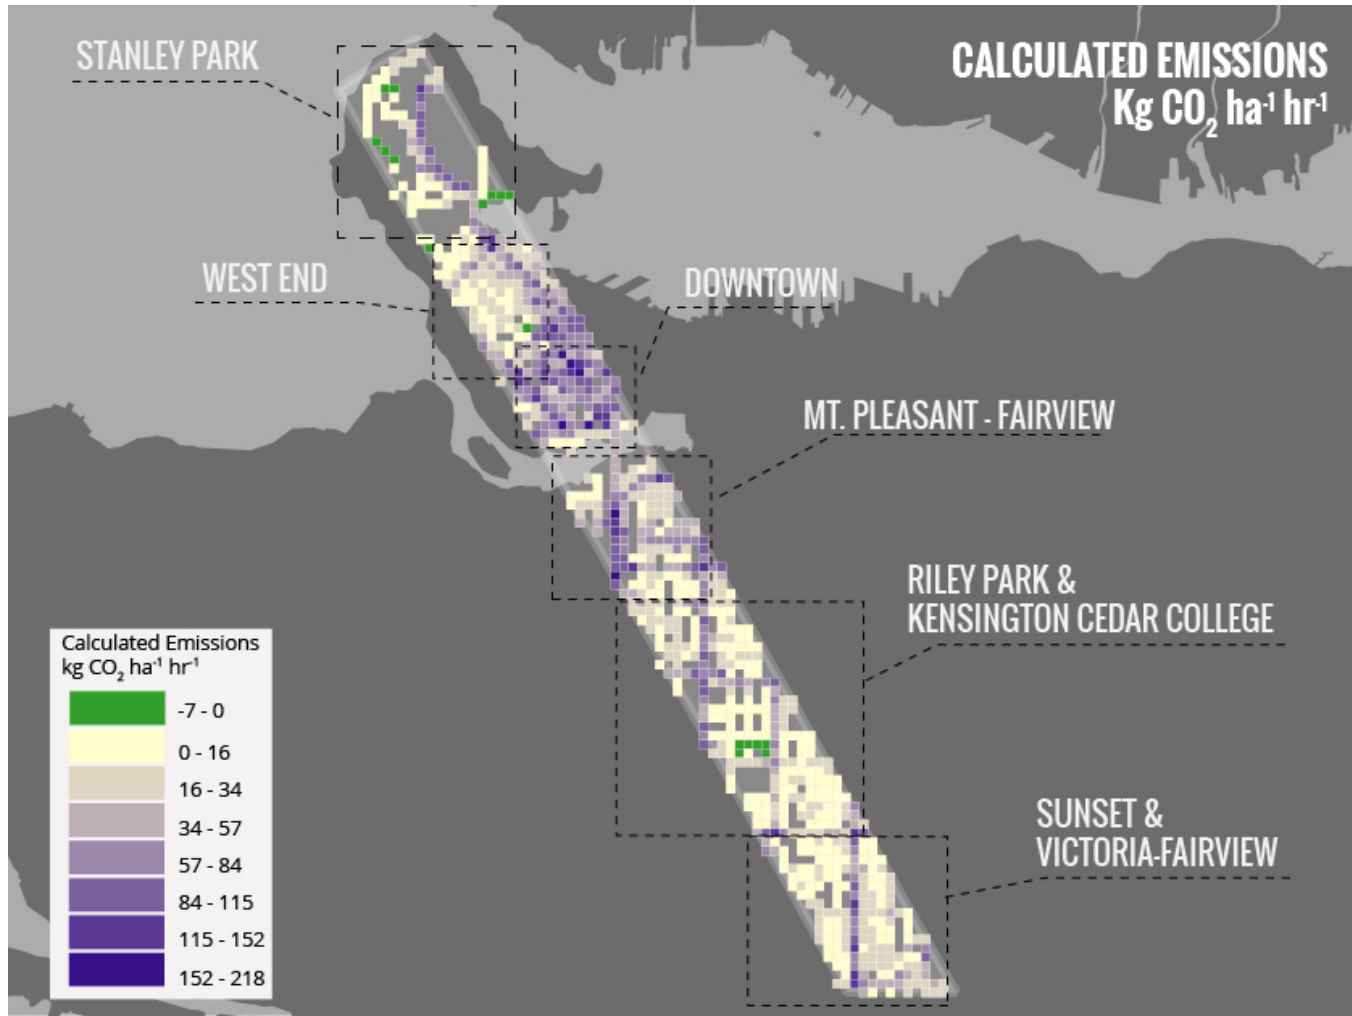 STANLEY PARK
CALCULATED EMISSIONS
Kg CO₂ ha⁻¹ hr⁻¹
WEST END
DOWNTOWN
MT. PLEASANT - FAIRVIEW
RILEY PARK &
KENSINGTON CEDAR COLLEGE
SUNSET &
VICTORIA-FAIRVIEW
Calculated Emissions
kg CO₂ ha⁻¹ hr⁻¹
-7 - 0
0 - 16
16 - 34
34 - 57
57 - 84
84 - 115
115 - 152
152 - 218